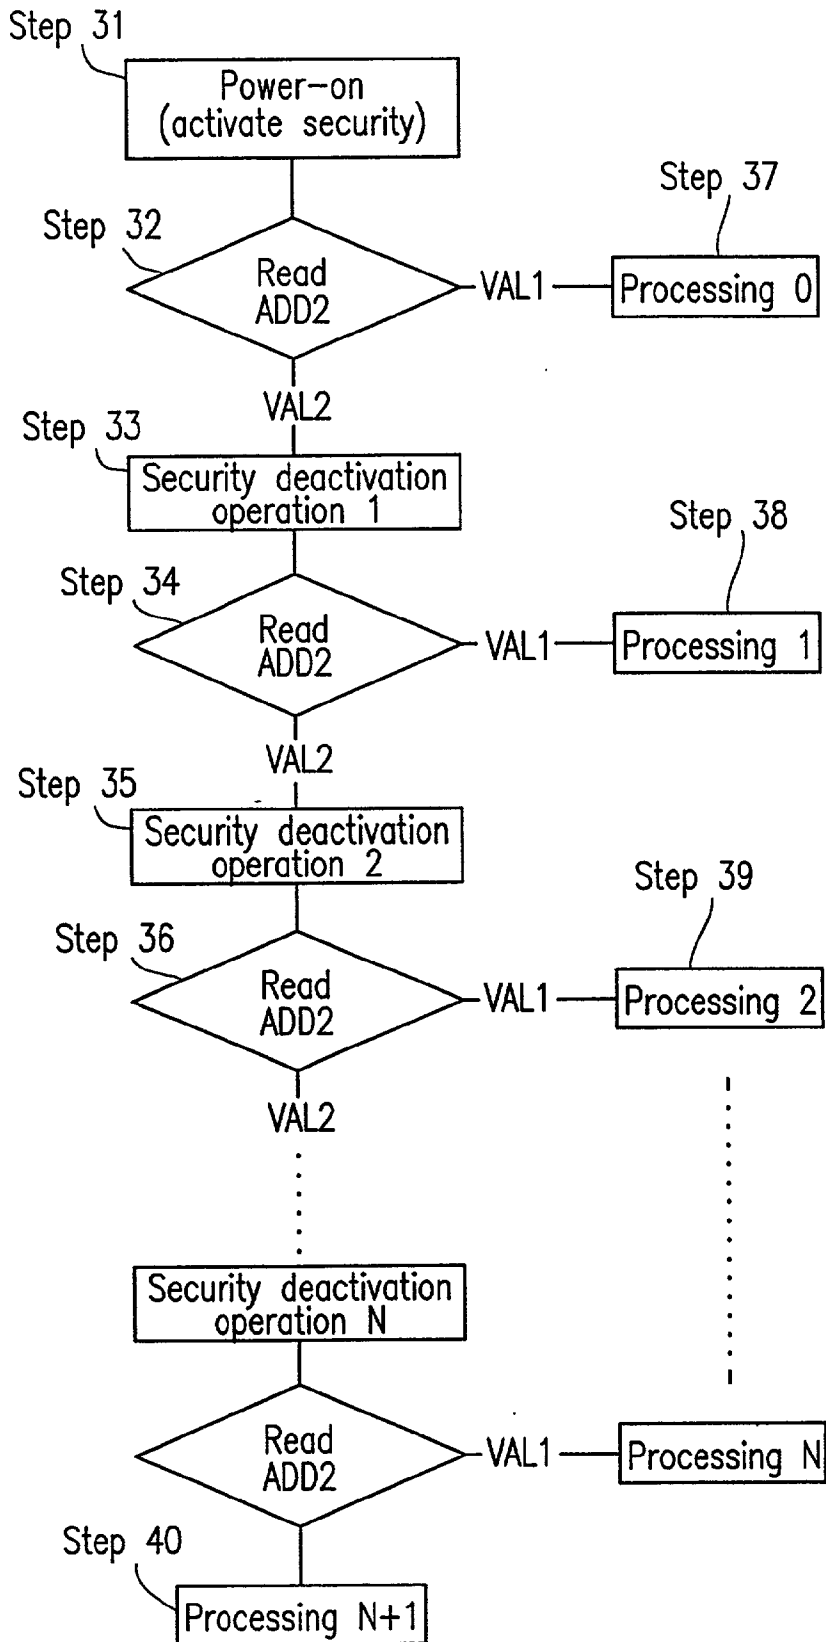 Step 31
Power-on
(activate security)
Step 37
Step 32
Read
ADD2
VAL1
Processing 0
VAL2
Step 33
Security deactivation
operation 1
Step 38
Step 34
Read
ADD2
VAL1
Processing 1
VAL2
Step 35
Security deactivation
operation 2
Step 39
Step 36
Read
ADD2
VAL1
Processing 2
VAL2
Security deactivation
operation N
Read
ADD2
VAL1
Processing N
Step 40
Processing N+1